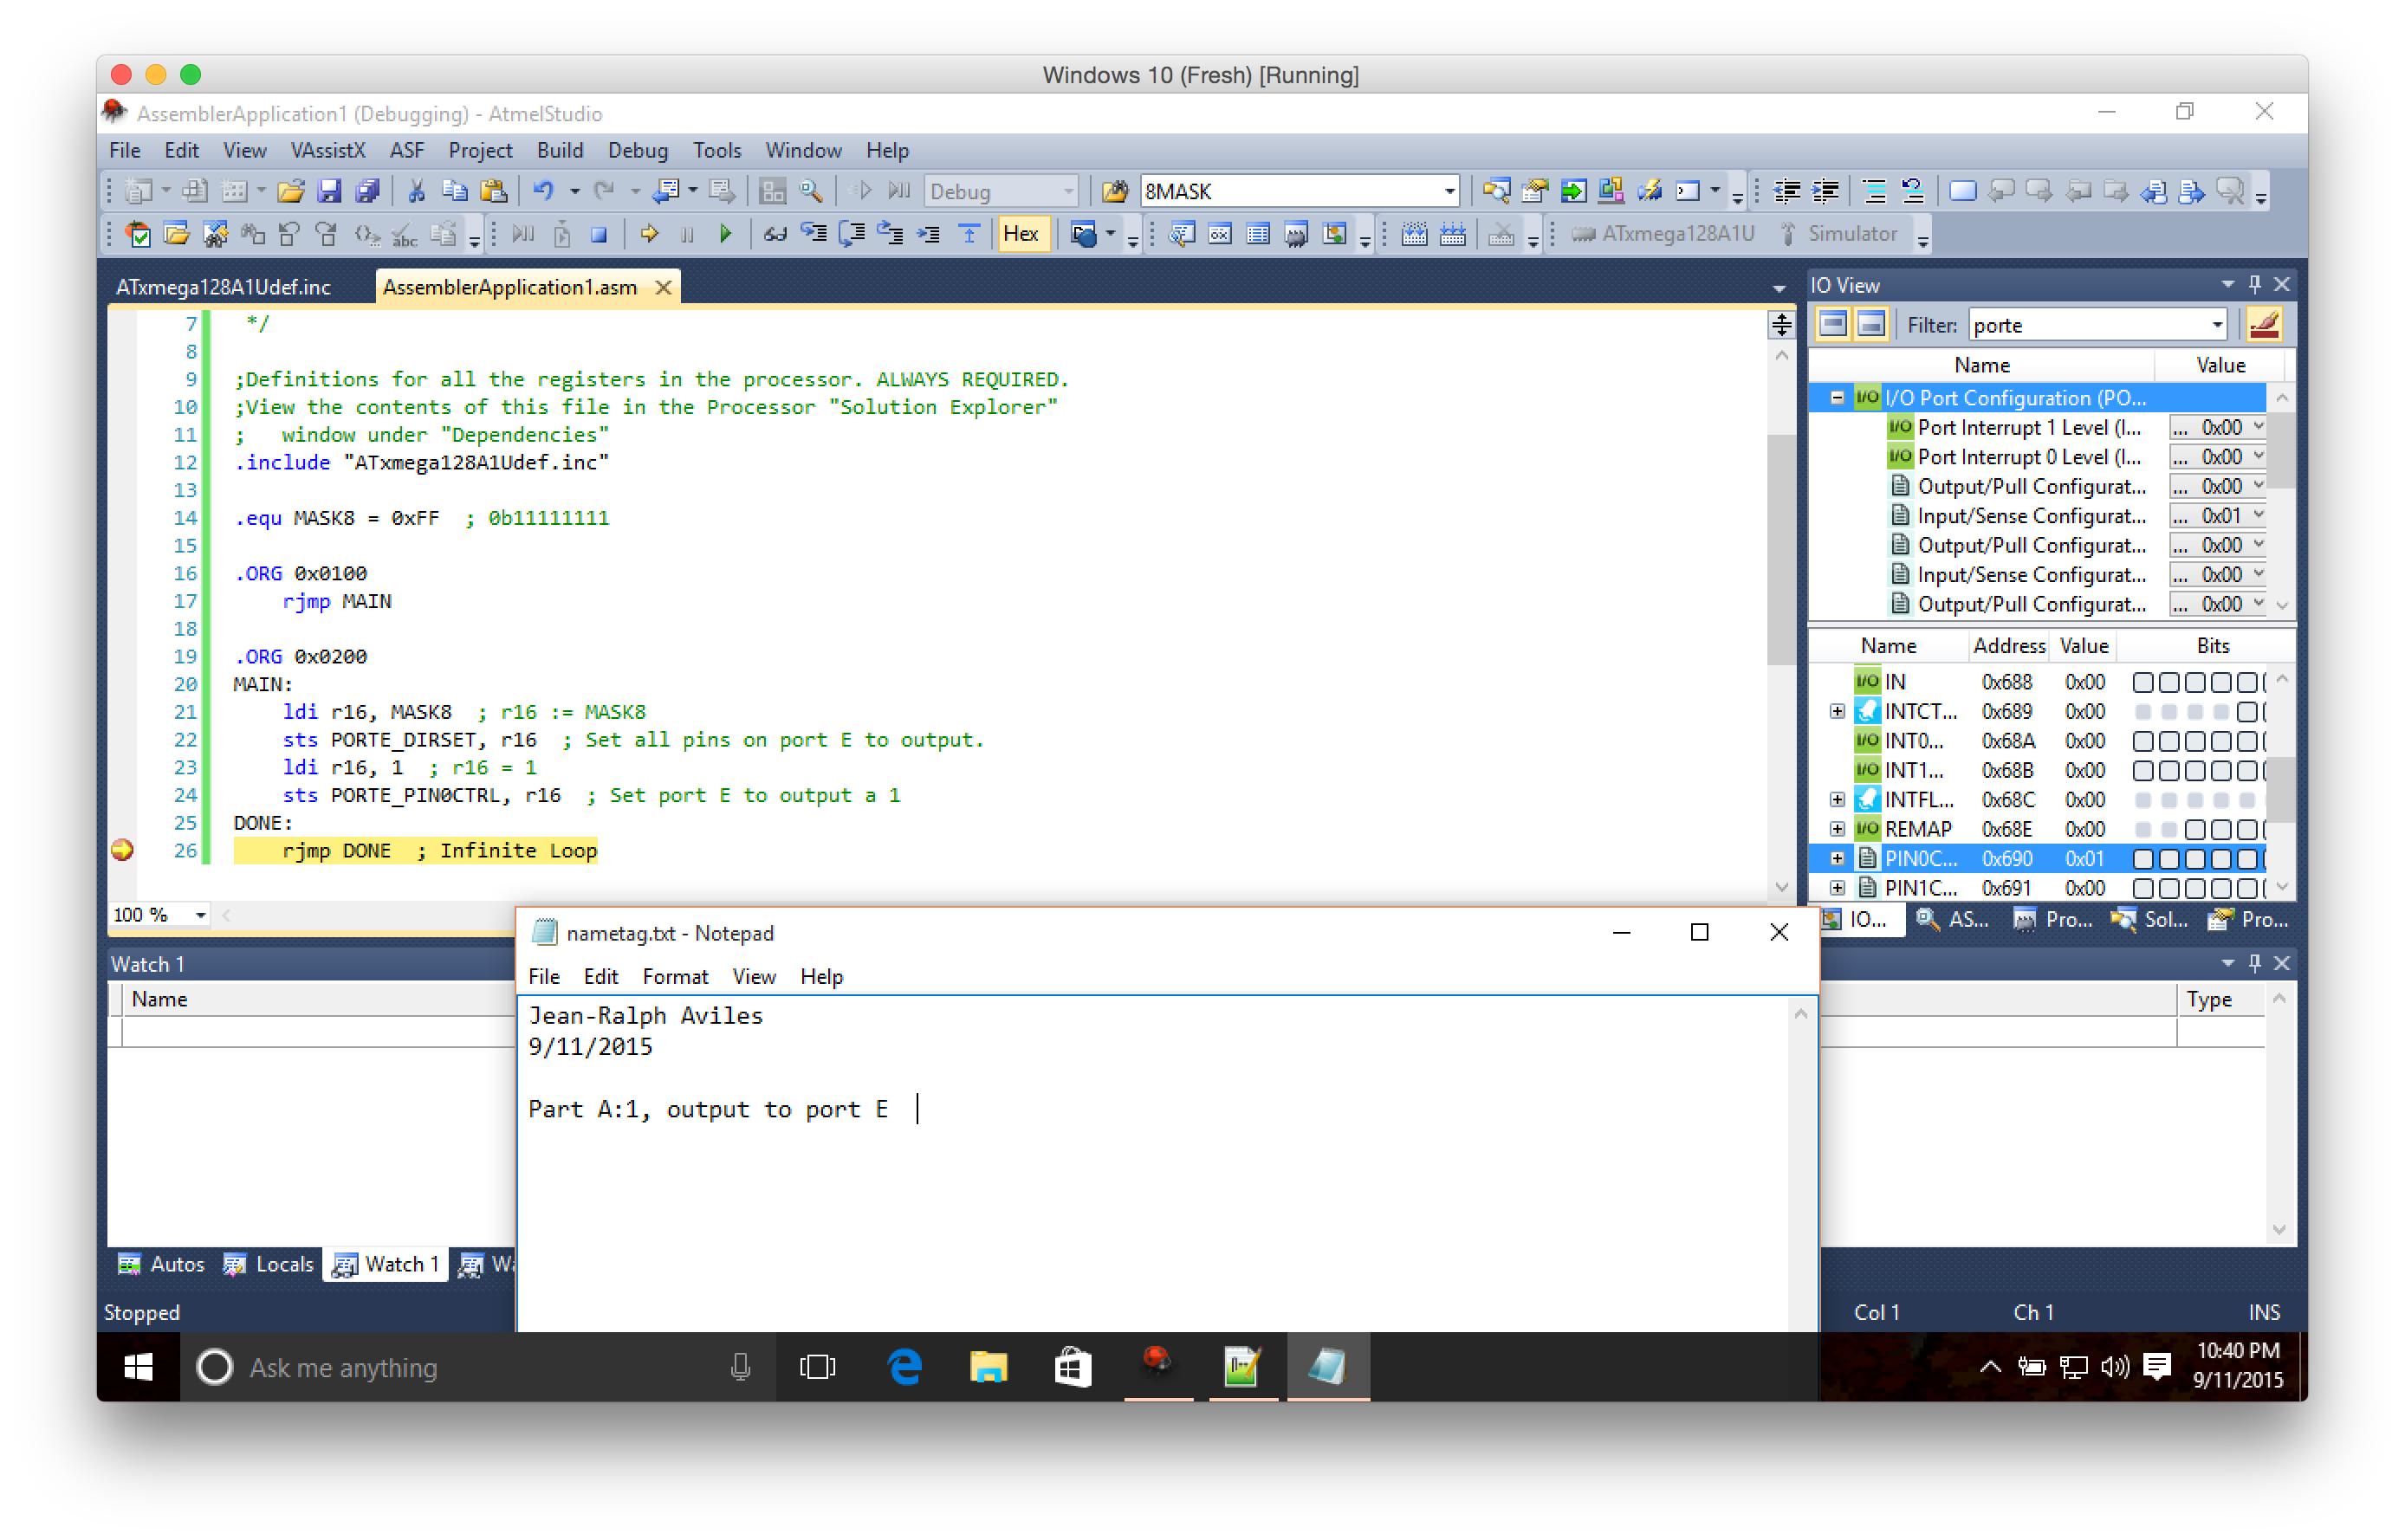 Windows 10 (Fresh) [Running]
AssemblerApplication1 (Debugging) - AtmelStudio
File Edit View VAssistX ASF Project Build Debug Tools Window Help
Debug 8MASK
Hex ATxmega128A1U Simulator
ATxmega128A1Udef.inc AssemblerApplication1.asm
7 */
8
9 ;Definitions for all the registers in the processor. ALWAYS REQUIRED.
10 ;View the contents of this file in the Processor "Solution Explorer"
11 ; window under "Dependencies"
12 .include "ATxmega128A1Udef.inc"
13
14 .equ MASK8 = 0xFF ; 0b11111111
15
16 .ORG 0x0100
17 rjmp MAIN
18
19 .ORG 0x0200
20 MAIN:
21 ldi r16, MASK8 ; r16 := MASK8
22 sts PORTE_DIRSET, r16 ; Set all pins on port E to output.
23 ldi r16, 1 ; r16 = 1
24 sts PORTE_PIN0CTRL, r16 ; Set port E to output a 1
25 DONE:
26 rjmp DONE ; Infinite Loop
100 %
IO View
Filter: porte
Name Value
I/O I/O Port Configuration (PO...
I/O Port Interrupt 1 Level (I... ... 0x00
I/O Port Interrupt 0 Level (I... ... 0x00
Output/Pull Configurat... ... 0x00
Input/Sense Configurat... ... 0x01
Output/Pull Configurat... ... 0x00
Input/Sense Configurat... ... 0x00
Output/Pull Configurat... ... 0x00
Name Address Value Bits
I/O IN 0x688 0x00
INTCT... 0x689 0x00
I/O INT0... 0x68A 0x00
I/O INT1... 0x68B 0x00
INTFL... 0x68C 0x00
I/O REMAP 0x68E 0x00
PIN0C... 0x690 0x01
PIN1C... 0x691 0x00
IO... AS... Pro... Sol... Pro...
Watch 1
Name
Type
nametag.txt - Notepad
File Edit Format View Help
Jean-Ralph Aviles
9/11/2015
Part A:1, output to port E
Autos Locals Watch 1
Stopped
Col 1 Ch 1 INS
Ask me anything
10:40 PM
9/11/2015